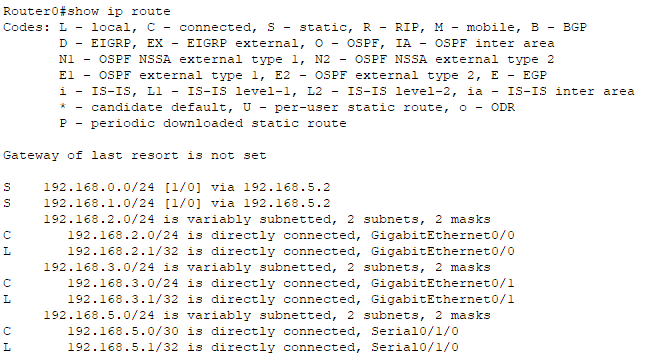 Router0#show ip route
Codes: L - local, C - connected, S - static, R - RIP, M - mobile, B - BGP
       D - EIGRP, EX - EIGRP external, O - OSPF, IA - OSPF inter area
       N1 - OSPF NSSA external type 1, N2 - OSPF NSSA external type 2
       E1 - OSPF external type 1, E2 - OSPF external type 2, E - EGP
       i - IS-IS, L1 - IS-IS level-1, L2 - IS-IS level-2, ia - IS-IS inter area
       * - candidate default, U - per-user static route, o - ODR
       P - periodic downloaded static route

Gateway of last resort is not set

S    192.168.0.0/24 [1/0] via 192.168.5.2
S    192.168.1.0/24 [1/0] via 192.168.5.2
     192.168.2.0/24 is variably subnetted, 2 subnets, 2 masks
C       192.168.2.0/24 is directly connected, GigabitEthernet0/0
L       192.168.2.1/32 is directly connected, GigabitEthernet0/0
     192.168.3.0/24 is variably subnetted, 2 subnets, 2 masks
C       192.168.3.0/24 is directly connected, GigabitEthernet0/1
L       192.168.3.1/32 is directly connected, GigabitEthernet0/1
     192.168.5.0/24 is variably subnetted, 2 subnets, 2 masks
C       192.168.5.0/30 is directly connected, Serial0/1/0
L       192.168.5.1/32 is directly connected, Serial0/1/0